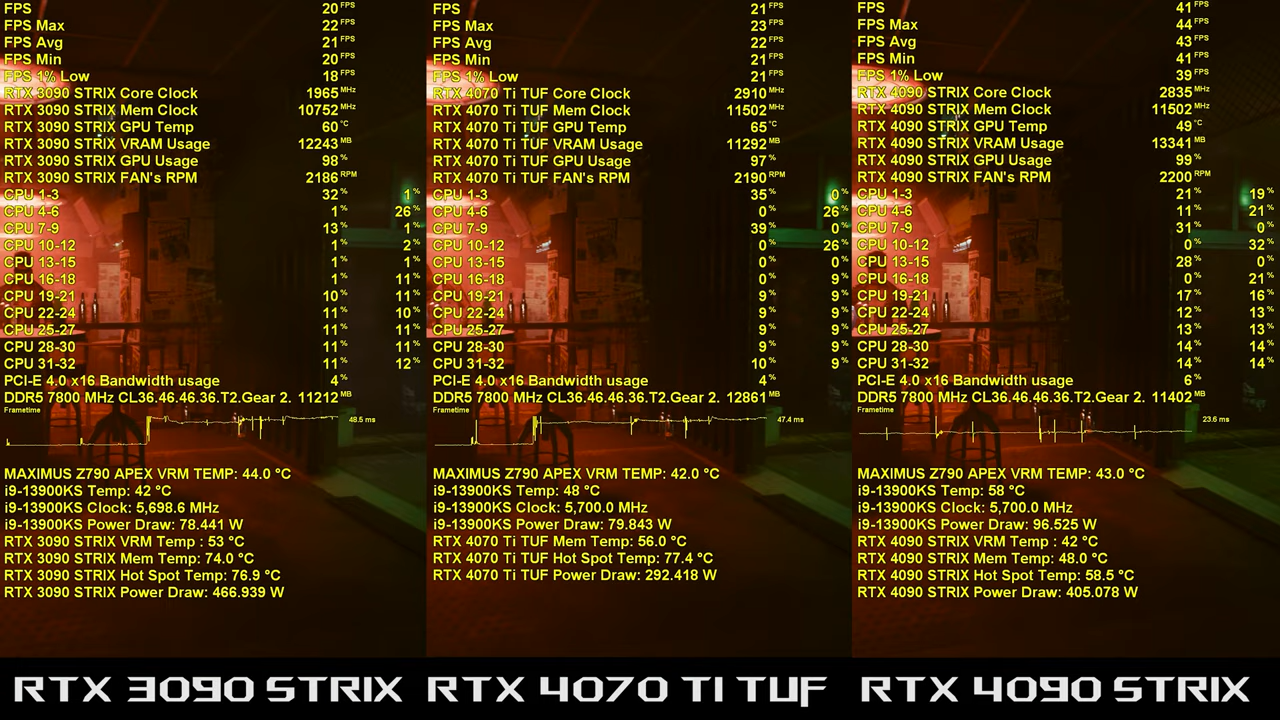 FPS 20 FPS
FPS Max 22 FPS
FPS Avg 21 FPS
FPS Min 20 FPS
FPS 1% Low 18 FPS
RTX 3090 STRIX Core Clock 1965 MHz
RTX 3090 STRIX Mem Clock 10752 MHz
RTX 3090 STRIX GPU Temp 60 °C
RTX 3090 STRIX VRAM Usage 12243 MB
RTX 3090 STRIX GPU Usage 98 %
RTX 3090 STRIX FAN's RPM 2186 RPM
CPU 1-3 32 % 1 %
CPU 4-6 1 % 26 %
CPU 7-9 13 % 1 %
CPU 10-12 1 % 2 %
CPU 13-15 1 % 1 %
CPU 16-18 1 % 11 %
CPU 19-21 10 % 11 %
CPU 22-24 11 % 10 %
CPU 25-27 11 % 11 %
CPU 28-30 11 % 11 %
CPU 31-32 11 % 12 %
PCI-E 4.0 x16 Bandwidth usage 4 %
DDR5 7800 MHz CL36.46.46.36.T2.Gear 2. 11212 MB
Frametime
48.5 ms
MAXIMUS Z790 APEX VRM TEMP: 44.0 °C
i9-13900KS Temp: 42 °C
i9-13900KS Clock: 5,698.6 MHz
i9-13900KS Power Draw: 78.441 W
RTX 3090 STRIX VRM Temp : 53 °C
RTX 3090 STRIX Mem Temp: 74.0 °C
RTX 3090 STRIX Hot Spot Temp: 76.9 °C
RTX 3090 STRIX Power Draw: 466.939 W
RTX 3090 STRIX
FPS 21 FPS
FPS Max 23 FPS
FPS Avg 22 FPS
FPS Min 21 FPS
FPS 1% Low 21 FPS
RTX 4070 Ti TUF Core Clock 2910 MHz
RTX 4070 Ti TUF Mem Clock 11502 MHz
RTX 4070 Ti TUF GPU Temp 65 °C
RTX 4070 Ti TUF VRAM Usage 11292 MB
RTX 4070 Ti TUF GPU Usage 97 %
RTX 4070 Ti TUF FAN's RPM 2190 RPM
CPU 1-3 35 % 0 %
CPU 4-6 0 % 26 %
CPU 7-9 39 % 0 %
CPU 10-12 0 % 26 %
CPU 13-15 0 % 0 %
CPU 16-18 0 % 9 %
CPU 19-21 9 % 9 %
CPU 22-24 9 % 9 %
CPU 25-27 9 % 9 %
CPU 28-30 9 % 9 %
CPU 31-32 10 % 9 %
PCI-E 4.0 x16 Bandwidth usage 4 %
DDR5 7800 MHz CL36.46.46.36.T2.Gear 2. 12861 MB
Frametime
47.4 ms
MAXIMUS Z790 APEX VRM TEMP: 42.0 °C
i9-13900KS Temp: 48 °C
i9-13900KS Clock: 5,700.0 MHz
i9-13900KS Power Draw: 79.843 W
RTX 4070 Ti TUF Mem Temp: 56.0 °C
RTX 4070 Ti TUF Hot Spot Temp: 77.4 °C
RTX 4070 Ti TUF Power Draw: 292.418 W
RTX 4070 TI TUF
FPS 41 FPS
FPS Max 44 FPS
FPS Avg 43 FPS
FPS Min 41 FPS
FPS 1% Low 39 FPS
RTX 4090 STRIX Core Clock 2835 MHz
RTX 4090 STRIX Mem Clock 11502 MHz
RTX 4090 STRIX GPU Temp 49 °C
RTX 4090 STRIX VRAM Usage 13341 MB
RTX 4090 STRIX GPU Usage 99 %
RTX 4090 STRIX FAN's RPM 2200 RPM
CPU 1-3 21 % 19 %
CPU 4-6 11 % 21 %
CPU 7-9 31 % 0 %
CPU 10-12 0 % 32 %
CPU 13-15 28 % 0 %
CPU 16-18 0 % 21 %
CPU 19-21 17 % 16 %
CPU 22-24 12 % 13 %
CPU 25-27 13 % 13 %
CPU 28-30 14 % 14 %
CPU 31-32 14 % 14 %
PCI-E 4.0 x16 Bandwidth usage 6 %
DDR5 7800 MHz CL36.46.46.36.T2.Gear 2. 11402 MB
Frametime
23.6 ms
MAXIMUS Z790 APEX VRM TEMP: 43.0 °C
i9-13900KS Temp: 58 °C
i9-13900KS Clock: 5,700.0 MHz
i9-13900KS Power Draw: 96.525 W
RTX 4090 STRIX VRM Temp : 42 °C
RTX 4090 STRIX Mem Temp: 48.0 °C
RTX 4090 STRIX Hot Spot Temp: 58.5 °C
RTX 4090 STRIX Power Draw: 405.078 W
RTX 4090 STRIX